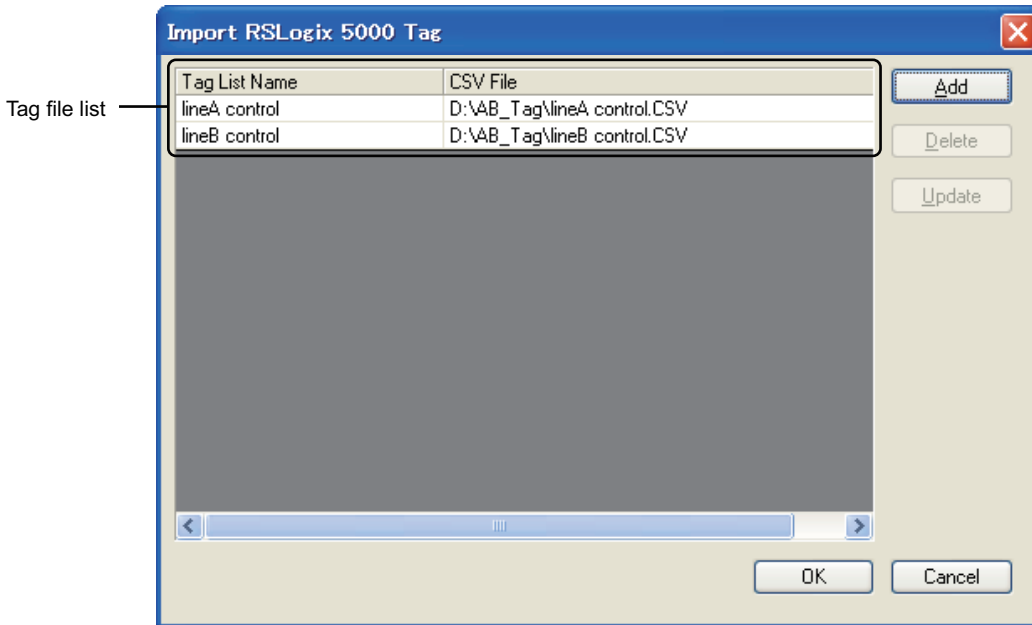 Import RSLogix 5000 Tag
Tag List Name CSV File
Tag file list
lineA control D:\AB_Tag\lineA control.CSV
lineB control D:\AB_Tag\lineB control.CSV
Add
Delete
Update
OK Cancel